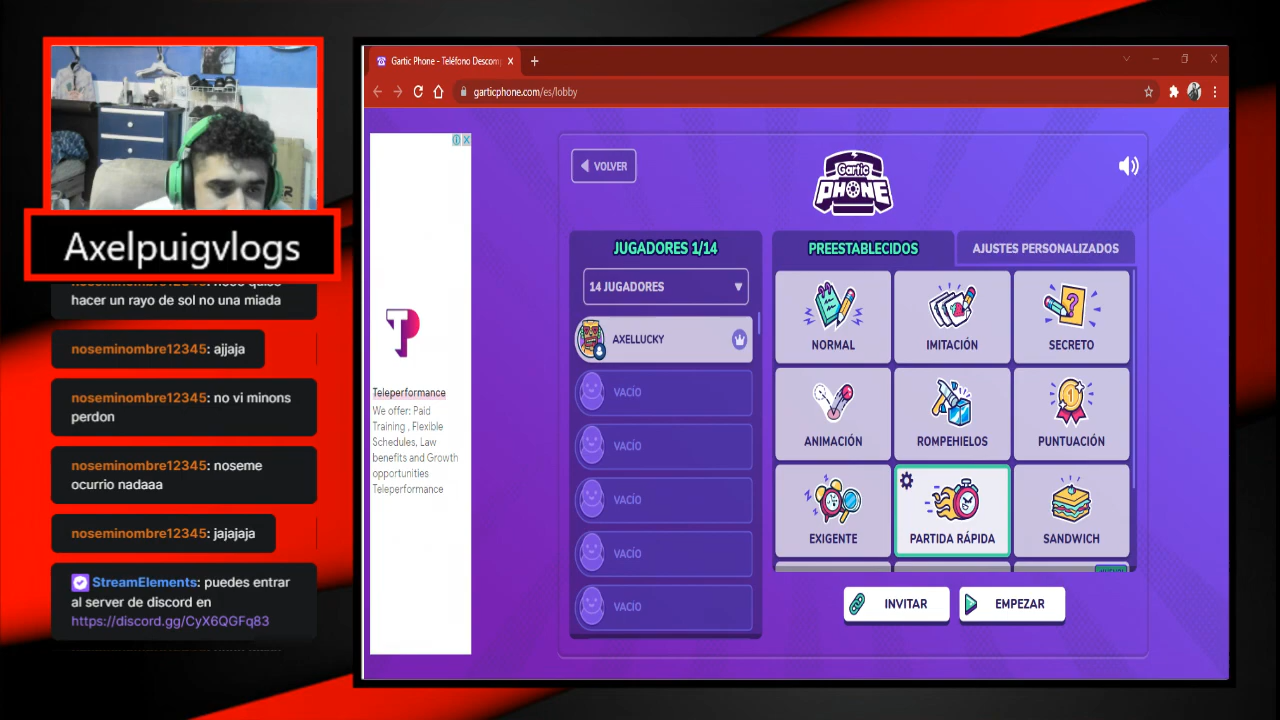 Axelpuigvlogs
hacer un rayo de sol no una miada
noseminombre12345: ajjaja
noseminombre12345: no vi minons
perdon
noseminombre12345: noseme
ocurrio nadaaa
noseminombre12345: jajajaja
StreamElements: puedes entrar
al server de discord en
https://discord.gg/CyX6QGFq83
Gartic Phone - Teléfono Descom
garticphone.com/es/lobby
Teleperformance
We offer: Paid
Training , Flexible
Schedules, Law
benefits and Growth
opportunities
Teleperformance
VOLVER
Gartic
PHONE
JUGADORES 1/14
14 JUGADORES
AXELLUCKY
VACÍO
VACÍO
VACÍO
VACÍO
VACÍO
PREESTABLECIDOS
AJUSTES PERSONALIZADOS
NORMAL
IMITACIÓN
SECRETO
ANIMACIÓN
ROMPEHIELOS
PUNTUACIÓN
EXIGENTE
PARTIDA RÁPIDA
SANDWICH
INVITAR
EMPEZAR